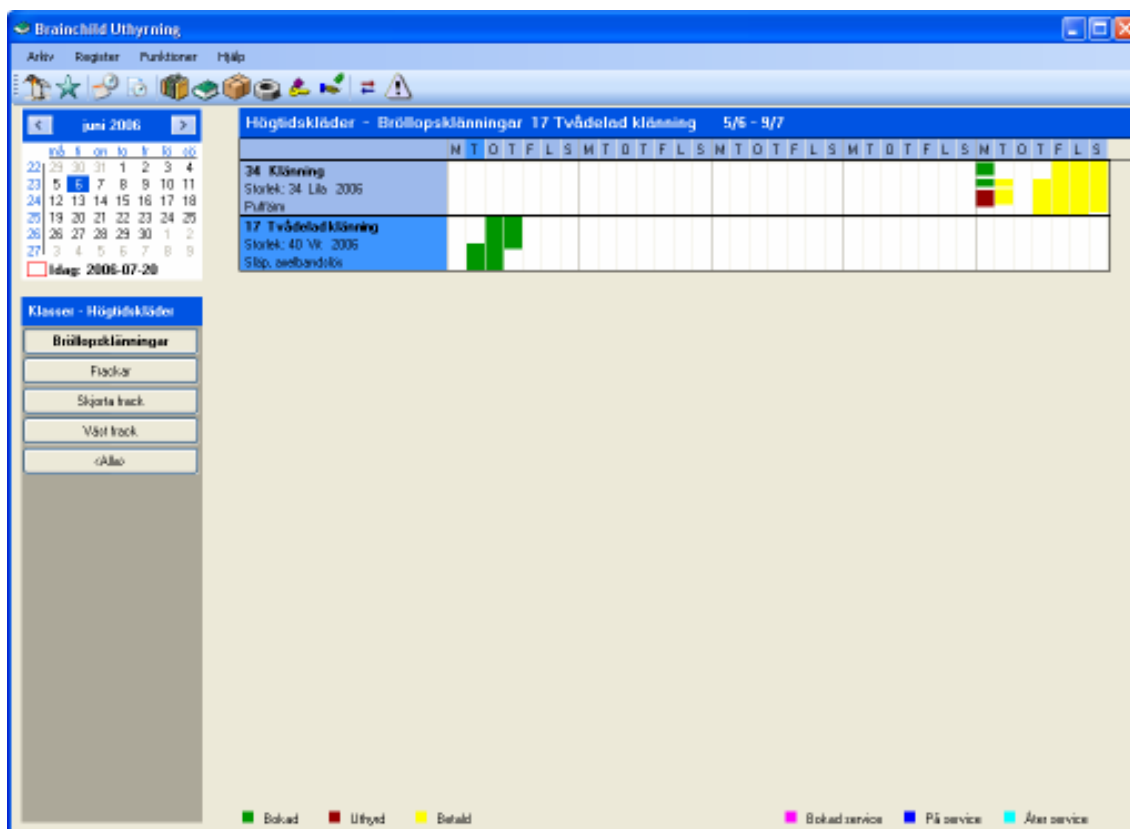 Brainchild Uthyrning
Arkiv Register Funktioner Hjälp
< juni 2006 >
Högtidskläder - Bröllopsklänningar 17 Tvådelad klänning 5/6 - 9/7
M T O T F L S M T O T F L S M T O T F L S M T O T F L S M T O T F L S
må ti on to fr lö sö
22 29 30 31 1 2 3 4
23 5 6 7 8 9 10 11
24 12 13 14 15 16 17 18
25 19 20 21 22 23 24 25
26 26 27 28 29 30 1 2
27 3 4 5 6 7 8 9
Idag: 2006-07-20
34 Klänning
Storlek: 34 Lila 2006
Puffärm
17 Tvådelad klänning
Storlek: 40 Vit 2006
Släp, axelbandslös
Klasser - Högtidskläder
Bröllopsklänningar
Frackar
Skjorta frack
Väst frack
<Alla>
Bokad Uthyrd Betald Bokad service På service Åter service